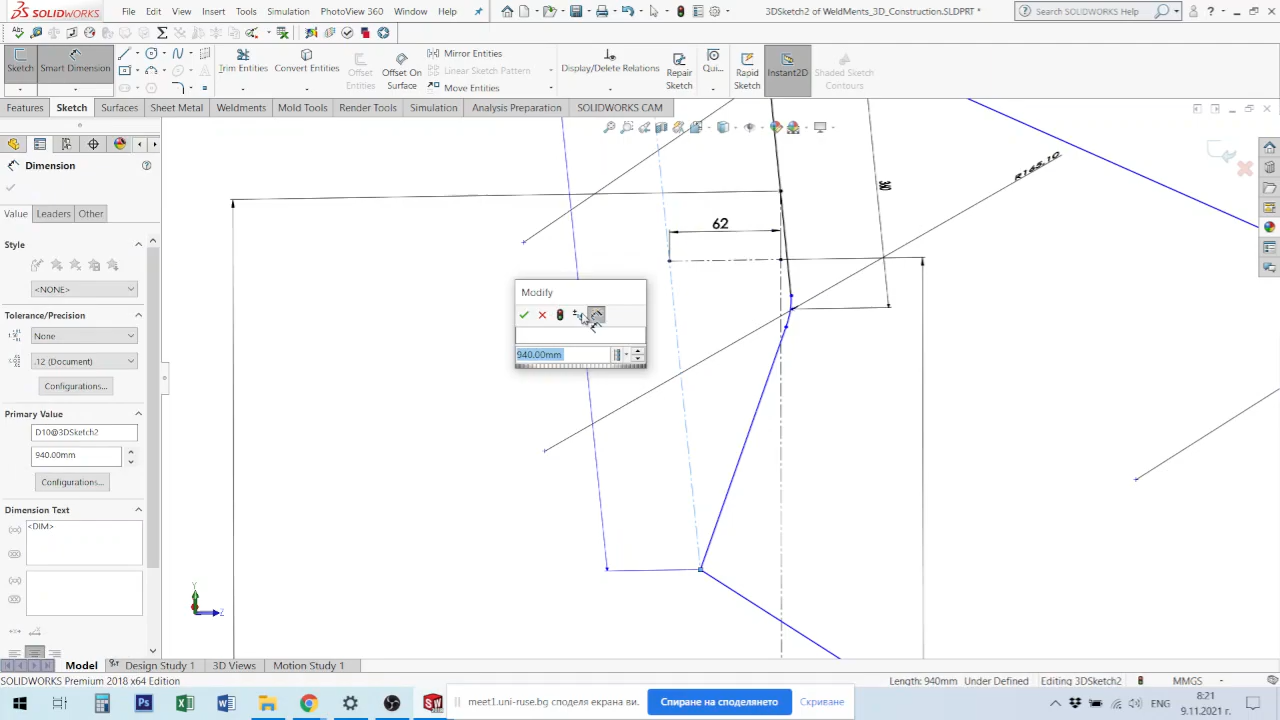 SOLIDWORKS File Edit View Insert Tools Simulation PhotoView 360 Window Help 3DSketch2 of WeldMents_3D_Construction.SLDPRT * Search SOLIDWORKS Help
Sketch Smart Dimension Trim Entities Convert Entities Offset Entities Offset On Surface Mirror Entities Display/Delete Relations Repair Sketch Qui... Rapid Sketch Instant2D Shaded Sketch Contours
Linear Sketch Pattern
Move Entities
Features Sketch Surfaces Sheet Metal Weldments Mold Tools Render Tools Simulation Analysis Preparation SOLIDWORKS CAM
Dimension
R165.10
30
Value Leaders Other
62
Style
<NONE>
Modify
Tolerance/Precision
None
.12 (Document)
940.00mm
Configurations...
Primary Value
D10@3DSketch2
940.00mm
Configurations...
Dimension Text
<DIM>
Y
Z
Model Design Study 1 3D Views Motion Study 1
SOLIDWORKS Premium 2018 x64 Edition Length: 940mm Under Defined Editing 3DSketch2 MMGS
meet1.uni-ruse.bg споделя екрана ви. Спиране на споделянето Скриване
ENG 8:21
9.11.2021 г.